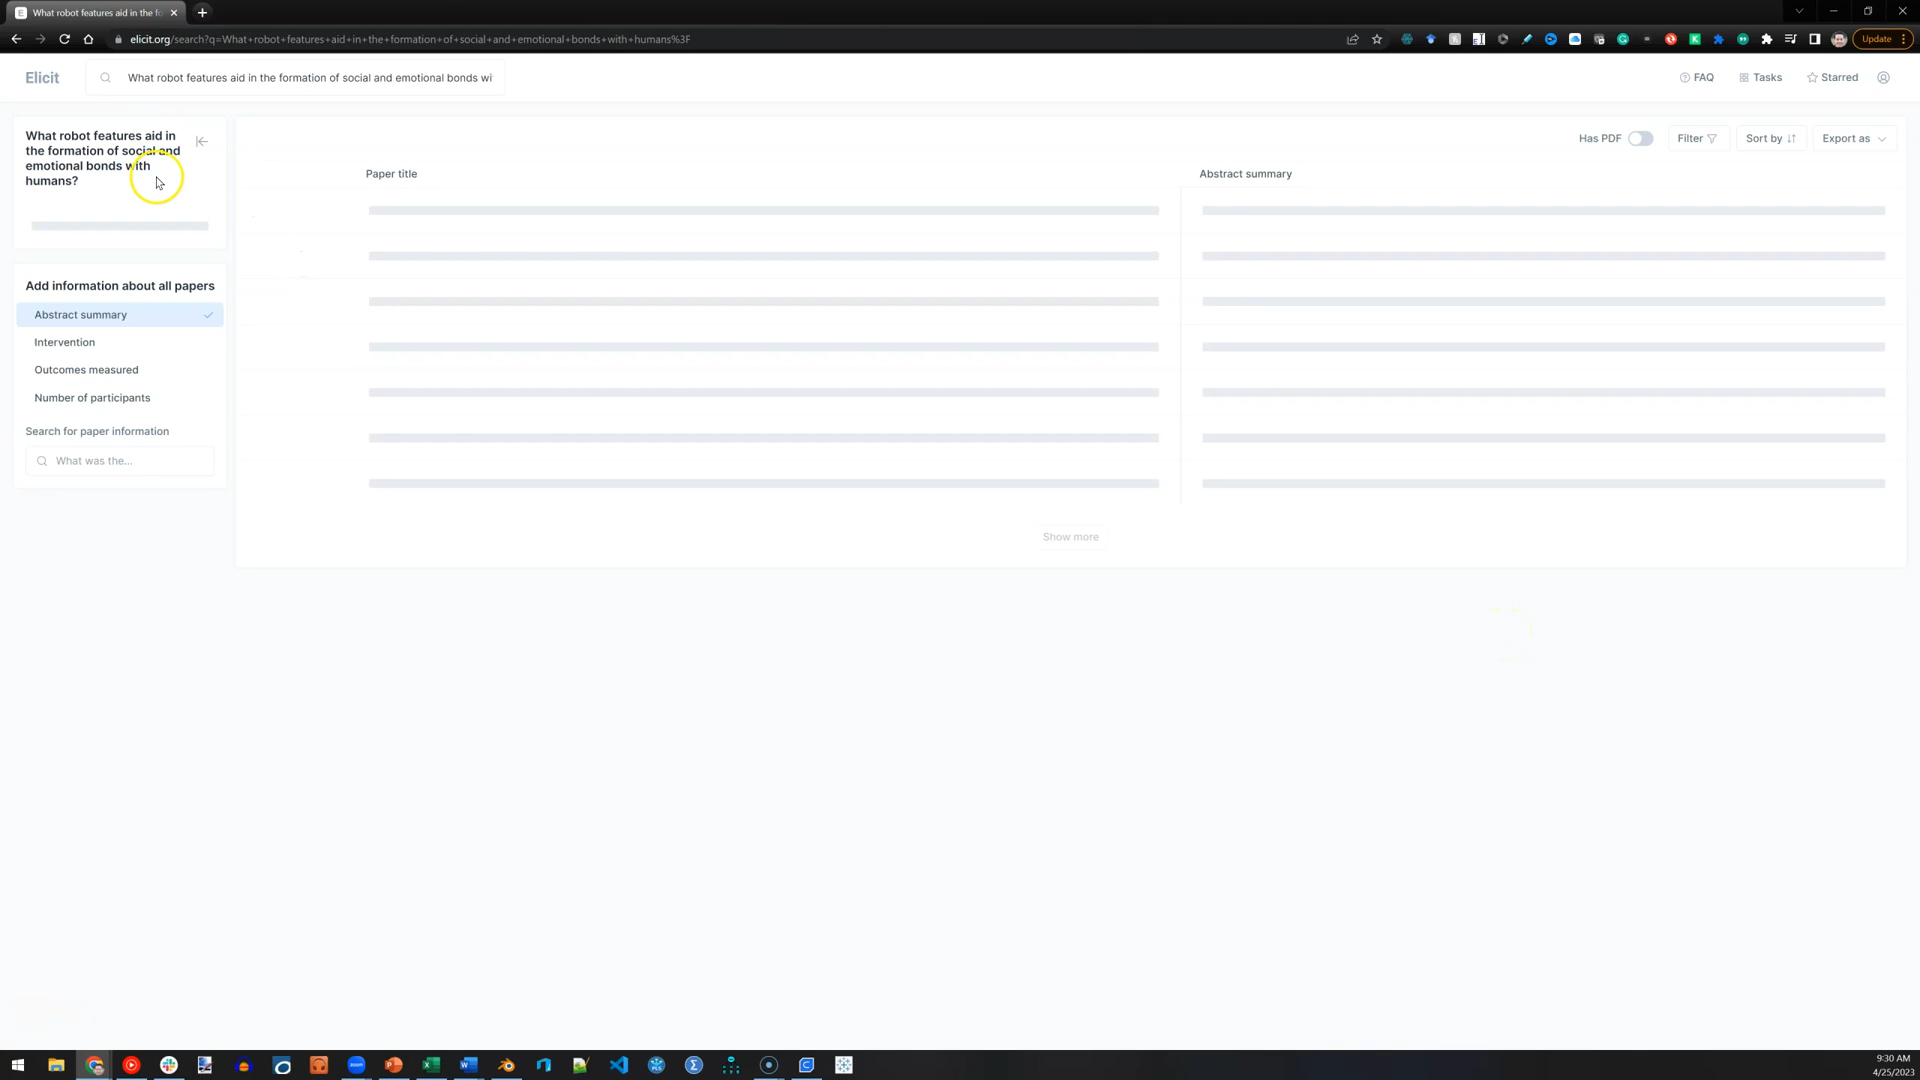 What robot features aid in the fo
elicit.org/search?q=What+robot+features+aid+in+the+formation+of+social+and+emotional+bonds+with+humans%3F
Update
Elicit
What robot features aid in the formation of social and emotional bonds wi
FAQ
Tasks
Starred
What robot features aid in
the formation of social and
emotional bonds with
humans?
Has PDF
Filter
Sort by
Export as
Paper title
Abstract summary
Add information about all papers
Abstract summary
Intervention
Outcomes measured
Number of participants
Search for paper information
What was the...
Show more
9:30 AM
4/25/2023